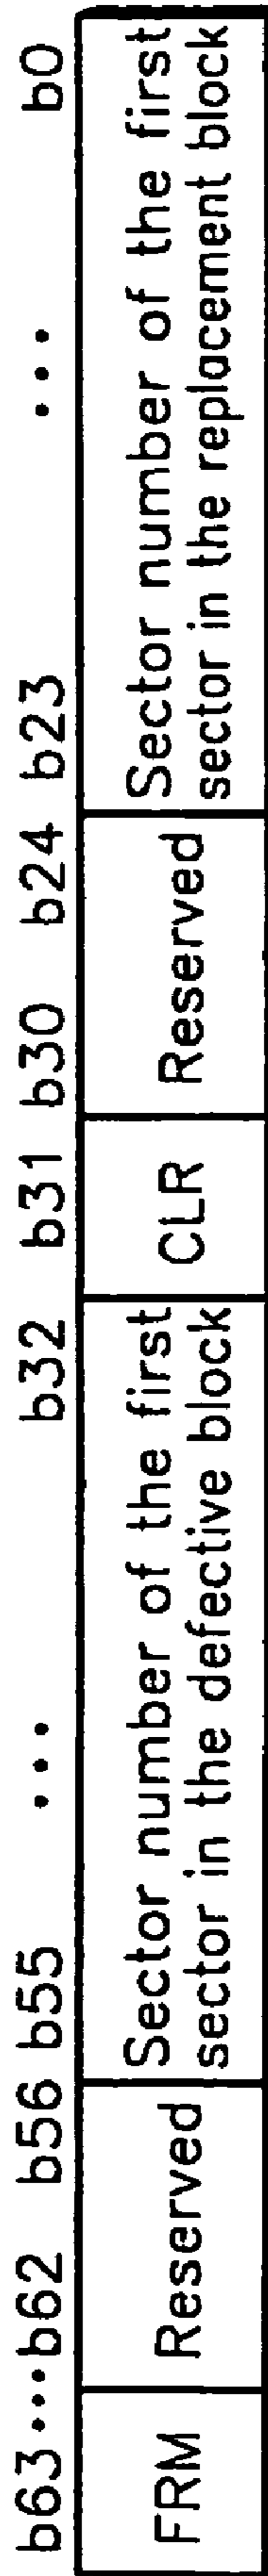 b63 ••• b62 b56 b55 ••• b32 b31 b30 b24 b23 ••• b0
FRM
Reserved
Sector number of the first
sector in the defective block
CLR
Reserved
Sector number of the first
sector in the replacement block